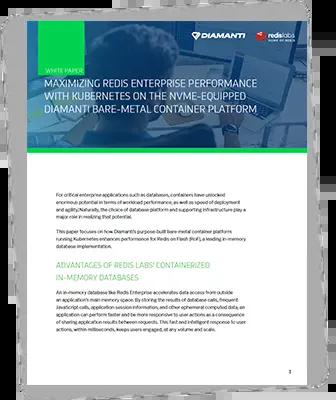 DIAMANTI
redislabs
HOME OF REDIS
WHITE PAPER
MAXIMIZING REDIS ENTERPRISE PERFORMANCE
WITH KUBERNETES ON THE NVME-EQUIPPED
DIAMANTI BARE-METAL CONTAINER PLATFORM
For critical enterprise applications such as databases, containers have unlocked
enormous potential in terms of workload performance, as well as speed of deployment
and agility. Naturally, the choice of database platform and supporting infrastructure play a
major role in realizing that potential.
This paper focuses on how Diamanti's purpose-built bare-metal container platform
running Kubernetes enhances performance for Redis on Flash (RoF), a leading in-memory
database implementation.
ADVANTAGES OF REDIS LABS' CONTAINERIZED
IN-MEMORY DATABASES
An in-memory database like Redis Enterprise accelerates data access from outside
an application's main memory space. By storing the results of database calls, frequent
JavaScript calls, application session information, and other ephemeral computed data, an
application can perform faster and be more responsive to user actions as a consequence
of sharing application results between requests. This fast and intelligent response to user
actions, within milliseconds, keeps users engaged, at any volume and scale.
1